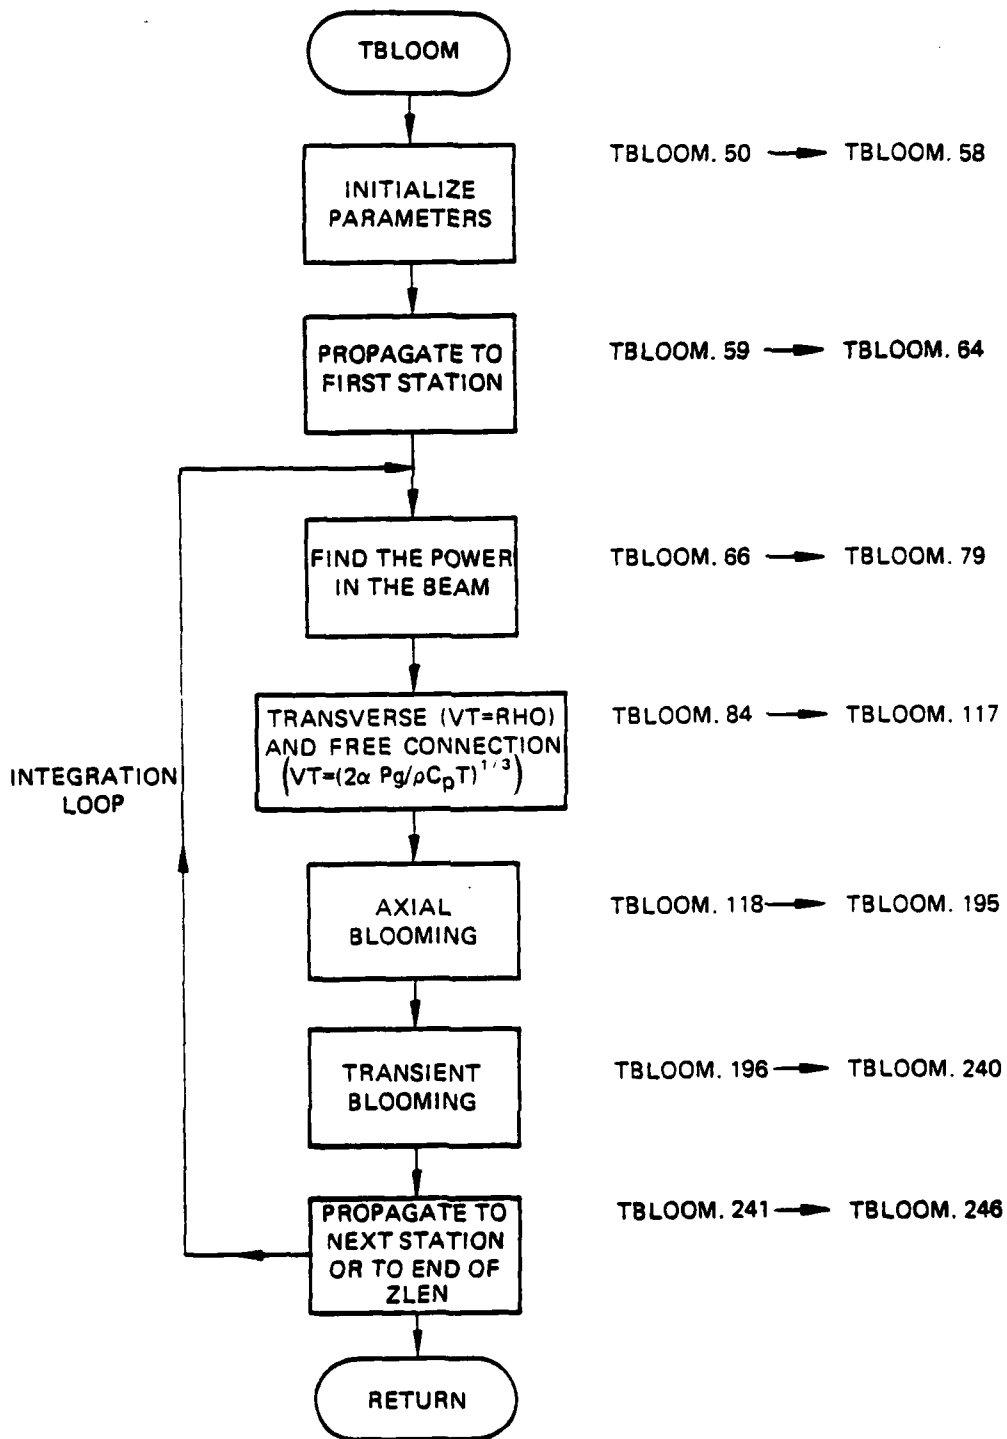 TBLOOM
INITIALIZE
PARAMETERS
TBLOOM. 50 → TBLOOM. 58
PROPAGATE TO
FIRST STATION
TBLOOM. 59 → TBLOOM. 64
FIND THE POWER
IN THE BEAM
TBLOOM. 66 → TBLOOM. 79
TRANSVERSE (VT=RHO)
AND FREE CONNECTION
(VT=(2α Pg/ρCpT)^1/3)
TBLOOM. 84 → TBLOOM. 117
INTEGRATION
LOOP
AXIAL
BLOOMING
TBLOOM. 118 → TBLOOM. 195
TRANSIENT
BLOOMING
TBLOOM. 196 → TBLOOM. 240
PROPAGATE TO
NEXT STATION
OR TO END OF
ZLEN
TBLOOM. 241 → TBLOOM. 246
RETURN